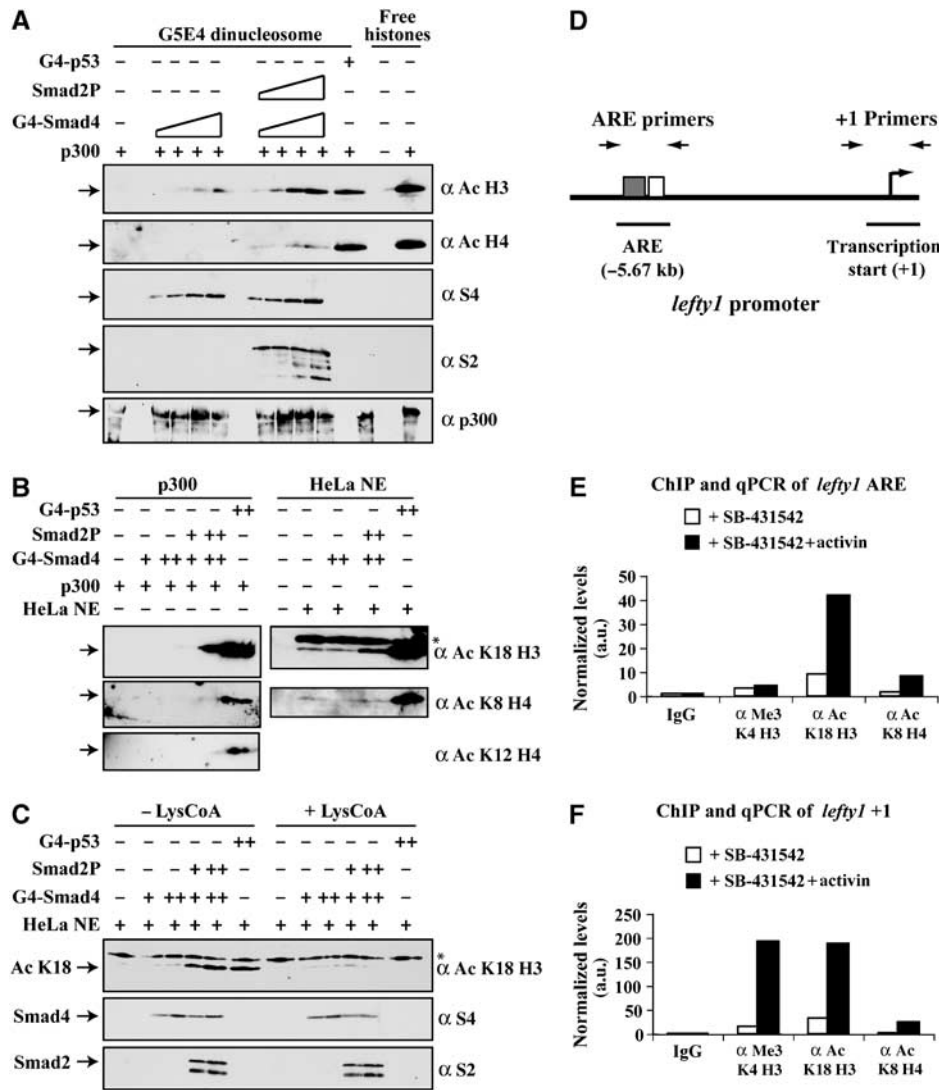 A
G5E4 dinucleosome
Free histones
G4-p53 – – – – – – – – – + – –
Smad2P – – – – – – – –
G4-Smad4 – – – – –
p300 + + + + + + + + + + – +
α Ac H3
α Ac H4
α S4
α S2
α p300
B
p300
HeLa NE
G4-p53 – – – – – ++ – – – – ++
Smad2P – – – + ++ – – – – ++ –
G4-Smad4 – + ++ + ++ – – – ++ ++ –
p300 + + + + + +
HeLa NE – – – – – – – + + + +
*
α Ac K18 H3
α Ac K8 H4
α Ac K12 H4
C
– LysCoA
+ LysCoA
G4-p53 – – – – – ++ – – – – – ++
Smad2P – – – + ++ – – – – + ++ –
G4-Smad4 – + ++ + ++ – – + ++ + ++ –
HeLa NE + + + + + + + + + + + +
Ac K18
*
α Ac K18 H3
Smad4
α S4
Smad2
α S2
D
ARE primers
+1 Primers
ARE
(–5.67 kb)
Transcription
start (+1)
lefty1 promoter
E
ChIP and qPCR of lefty1 ARE
+ SB-431542
+ SB-431542+activin
Normalized levels
(a.u.)
50
40
30
20
10
0
IgG
α Me3
K4 H3
α Ac
K18 H3
α Ac
K8 H4
F
ChIP and qPCR of lefty1 +1
+ SB-431542
+ SB-431542+activin
Normalized levels
(a.u.)
250
200
150
100
50
0
IgG
α Me3
K4 H3
α Ac
K18 H3
α Ac
K8 H4